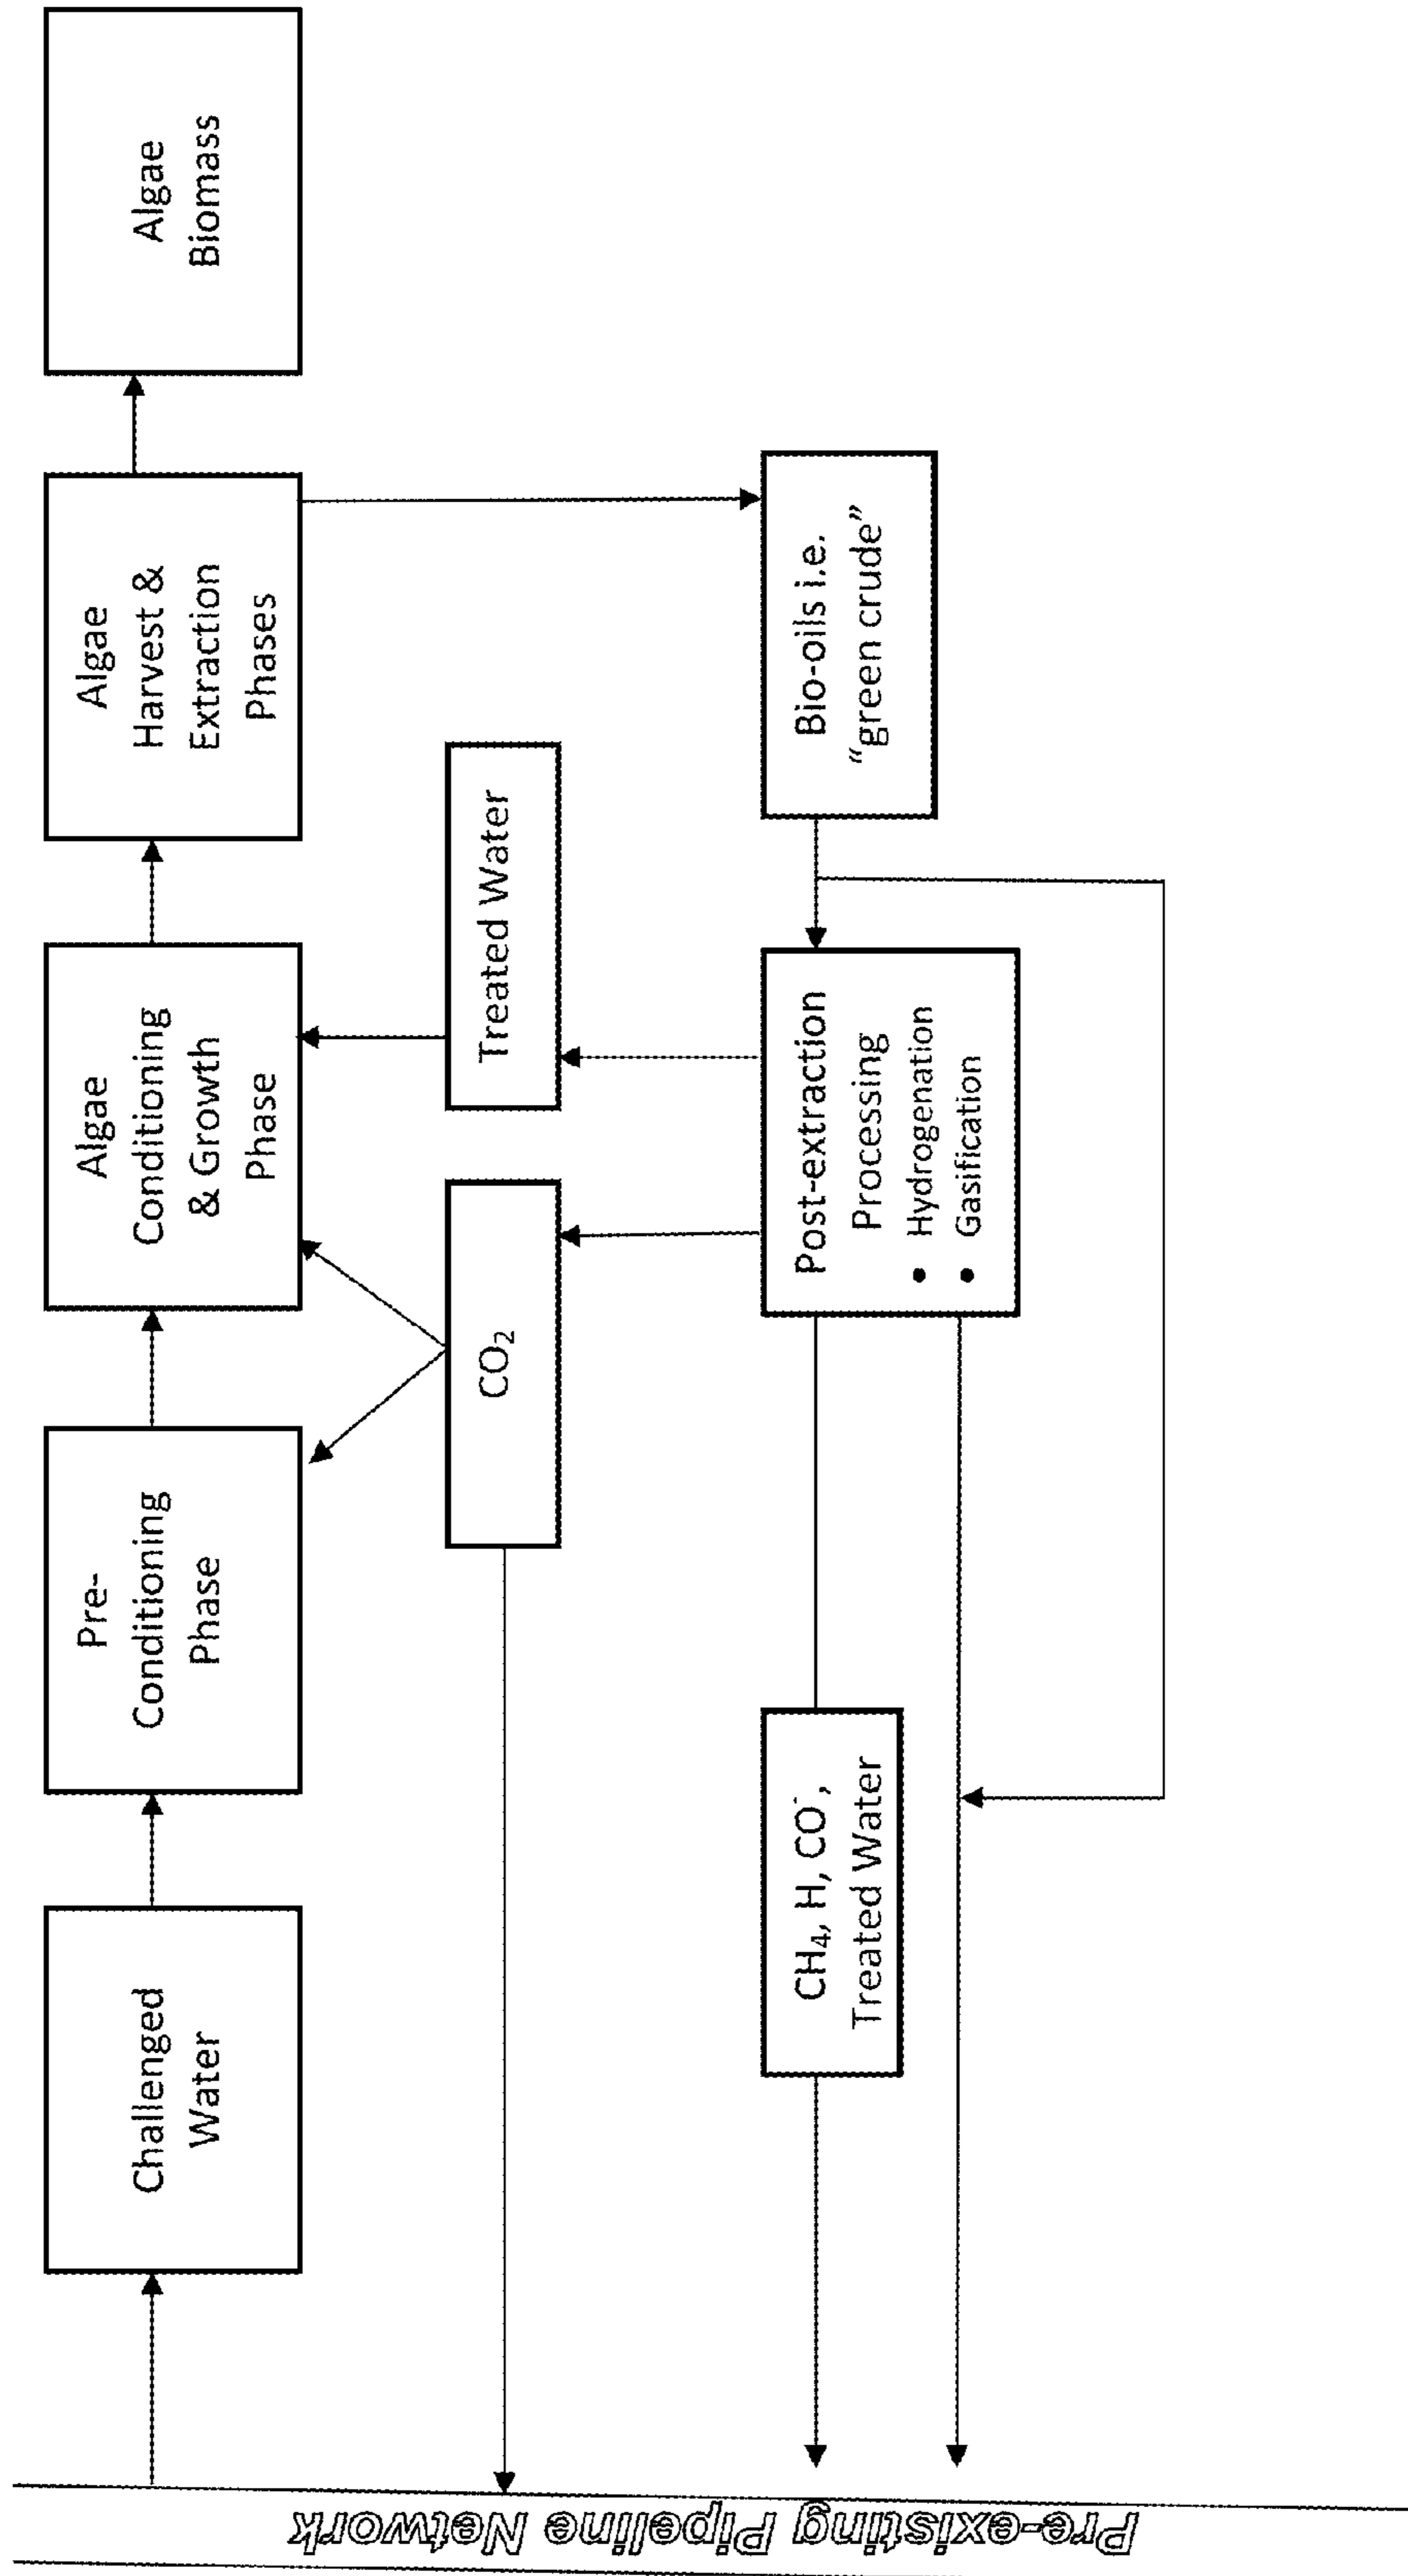 Challenged
Water
Pre-
Conditioning
Phase
Algae
Conditioning
& Growth
Phase
Algae
Harvest &
Extraction
Phases
Algae
Biomass
CO₂
Treated Water
CH₄, H, CO⁻,
Treated Water
Post-extraction
Processing
• Hydrogenation
• Gasification
Bio-oils i.e.
“green crude”
Pre-existing Pipeline Network